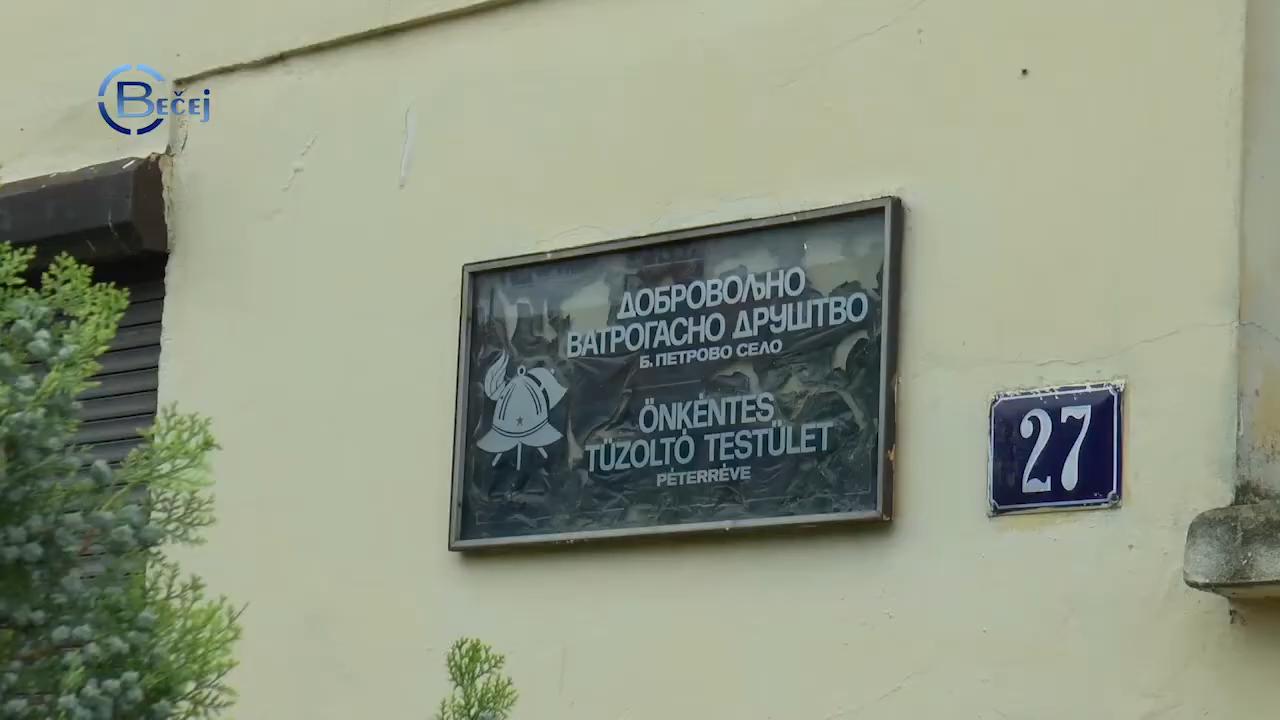 BEČEJ
ДОБРОВОЉНО
ВАТРОГАСНО ДРУШТВО
Б. ПЕТРОВО СЕЛО
ÖNKÉNTES
TŰZOLTÓ TESTÜLET
PÉTERRÉVE
27